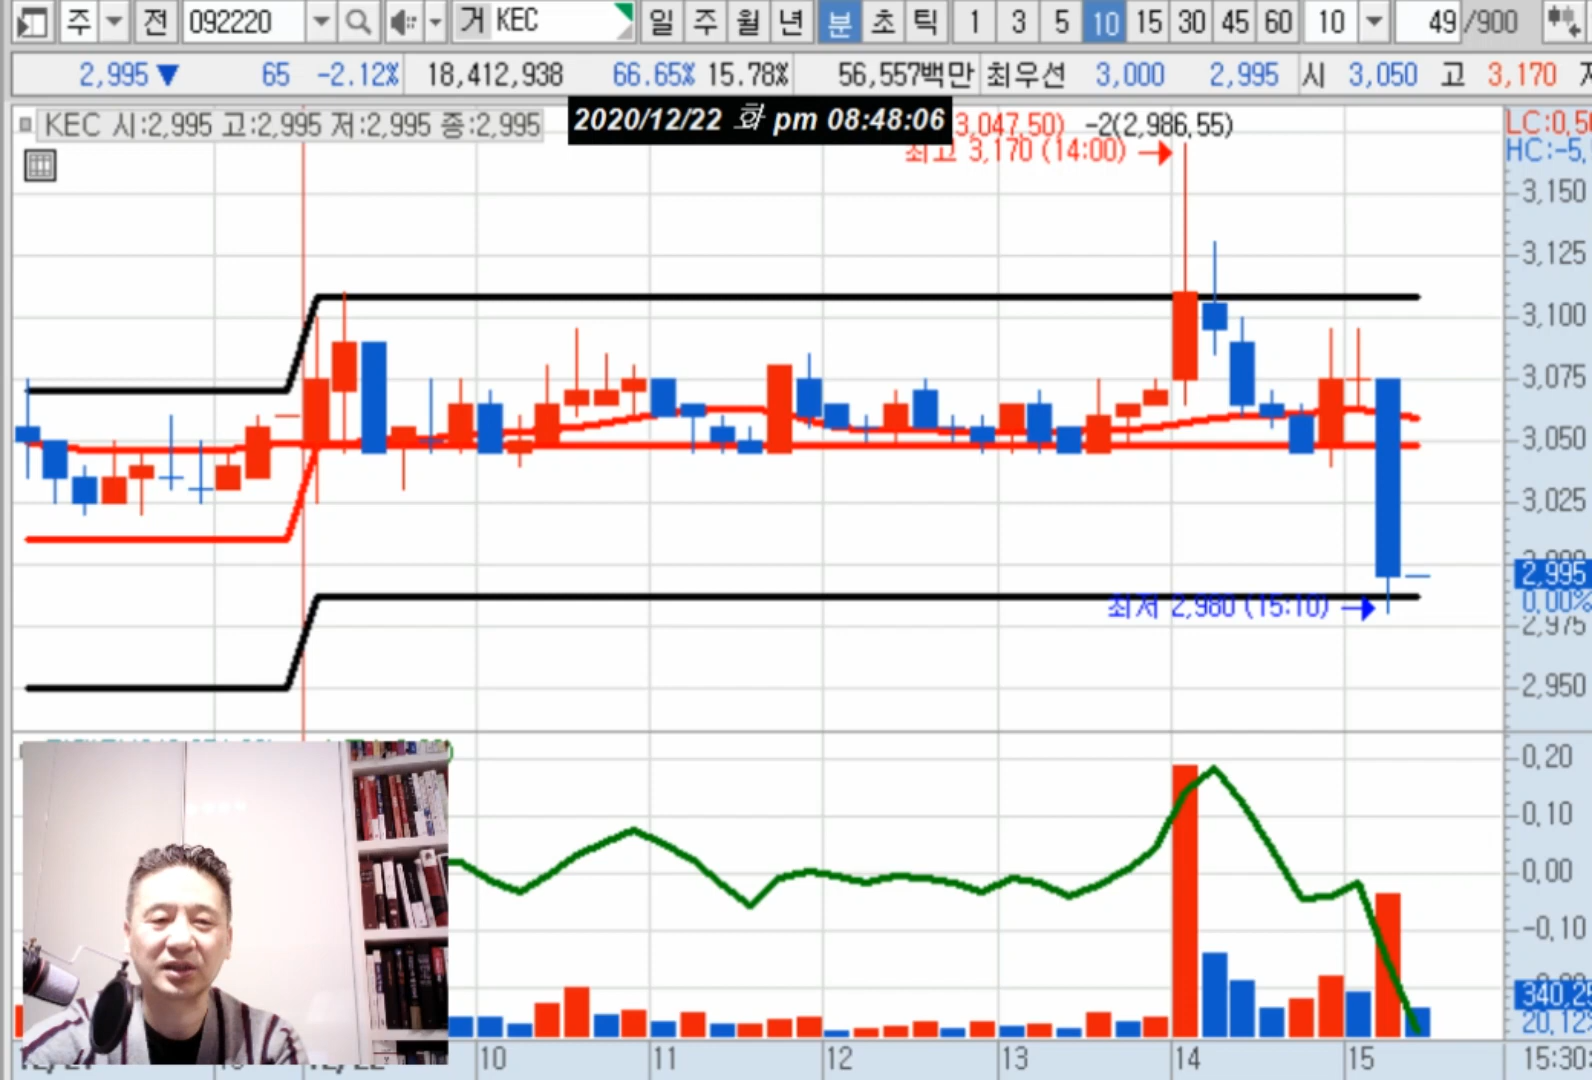 주 전 092220 거 KEC 일 주 월 년 분 초 틱 1 3 5 10 15 30 45 60 10 49 /900
2,995 ▼ 65 -2.12% 18,412,938 66.65% 15.78% 56,557백만 최우선 3,000 2,995 시 3,050 고 3,170
KEC 시:2,995 고:2,995 저:2,995 종:2,995
2020/12/22 화 pm 08:48:06
3,047,50) -2(2,986,55)
LC:0,5
최고 3,170 (14:00)
HC:-5,
3,150
3,125
3,100
3,075
3,050
3,025
2,995
0.00%
최저 2,980 (15:10)
2,975
2,950
0,20
0,10
0,00
-0,10
340,25
20,12
10 11 12 13 14 15 15:30: